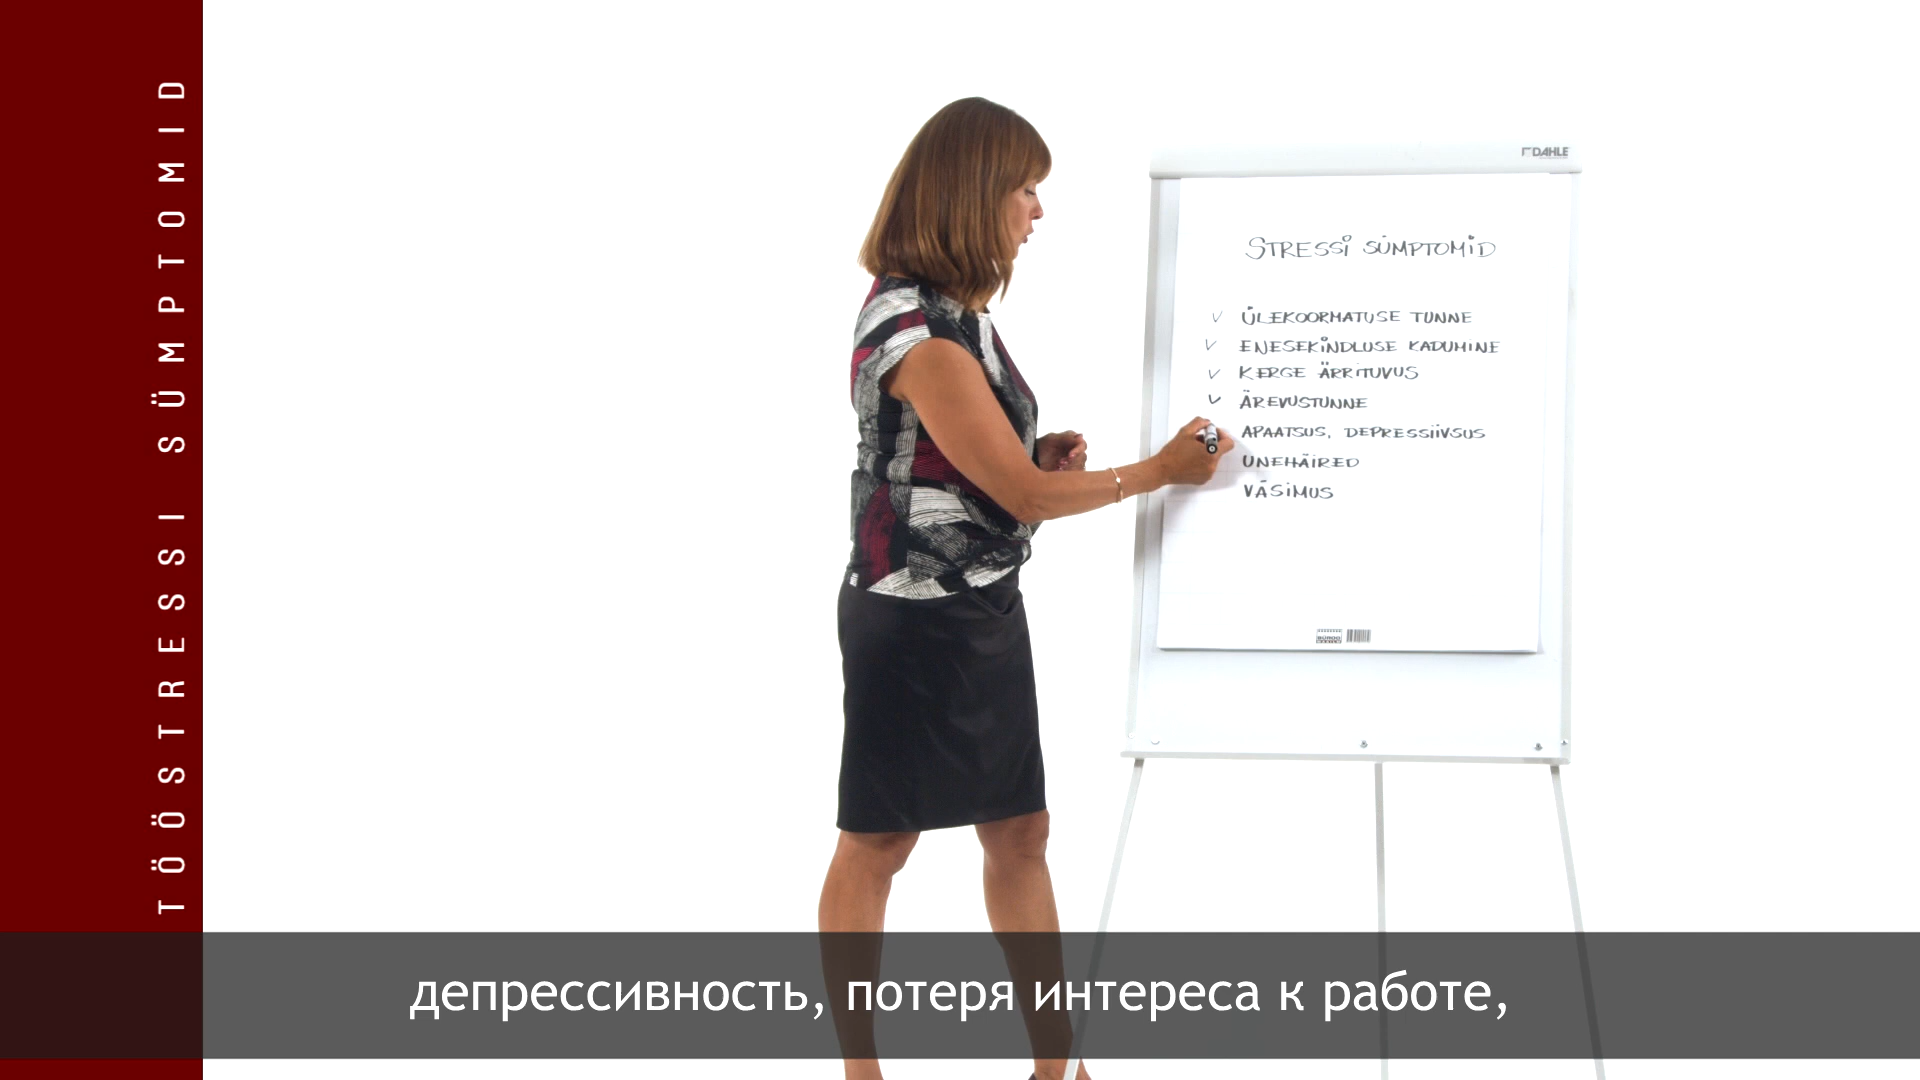 TÖÖSTRESSI SÜMPTOMID
DAHLE
STRESSI SÜMPTOMID
ÜLEKOORMATUSE TUNNE
ENESEKINDLUSE KADUMINE
KERGE ÄRRITUVUS
ÄREVUSTUNNE
APAATSUS, DEPRESSIIVSUS
UNEHÄIRED
VÄSIMUS
депрессивность, потеря интереса к работе,